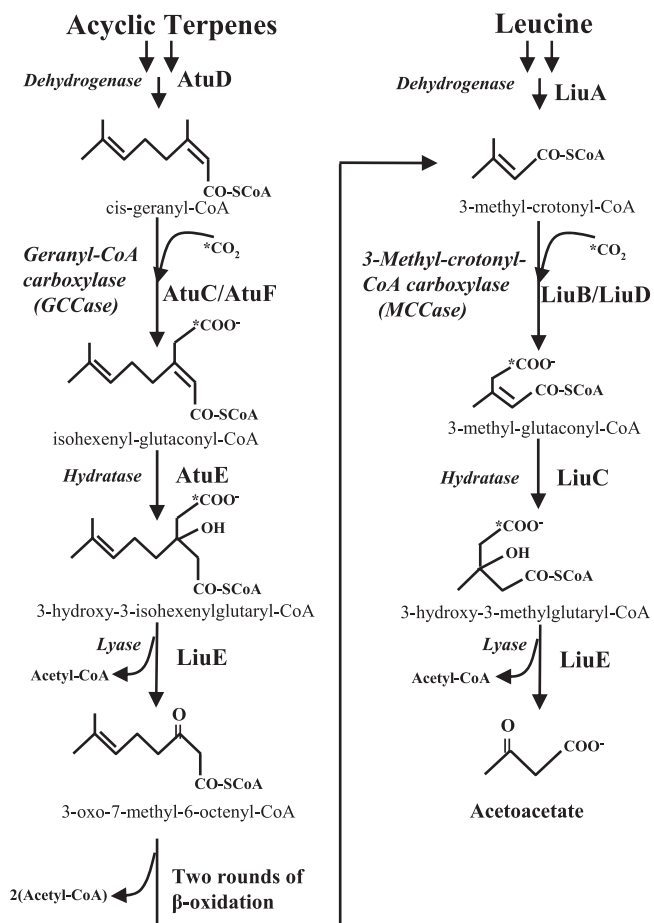 Acyclic Terpenes
Dehydrogenase
AtuD
CO-SCoA
cis-geranyl-CoA
Geranyl-CoA
carboxylase
(GCCase)
*CO2
AtuC/AtuF
*COO-
CO-SCoA
isohexenyl-glutaconyl-CoA
Hydratase
AtuE
*COO-
OH
CO-SCoA
3-hydroxy-3-isohexenylglutaryl-CoA
Lyase
LiuE
Acetyl-CoA
O
CO-SCoA
3-oxo-7-methyl-6-octenyl-CoA
2(Acetyl-CoA)
Two rounds of
β-oxidation
Leucine
Dehydrogenase
LiuA
CO-SCoA
3-methyl-crotonyl-CoA
3-Methyl-crotonyl-
CoA carboxylase
(MCCase)
*CO2
LiuB/LiuD
*COO-
CO-SCoA
3-methyl-glutaconyl-CoA
Hydratase
LiuC
*COO-
OH
CO-SCoA
3-hydroxy-3-methylglutaryl-CoA
Lyase
LiuE
Acetyl-CoA
O
COO-
Acetoacetate